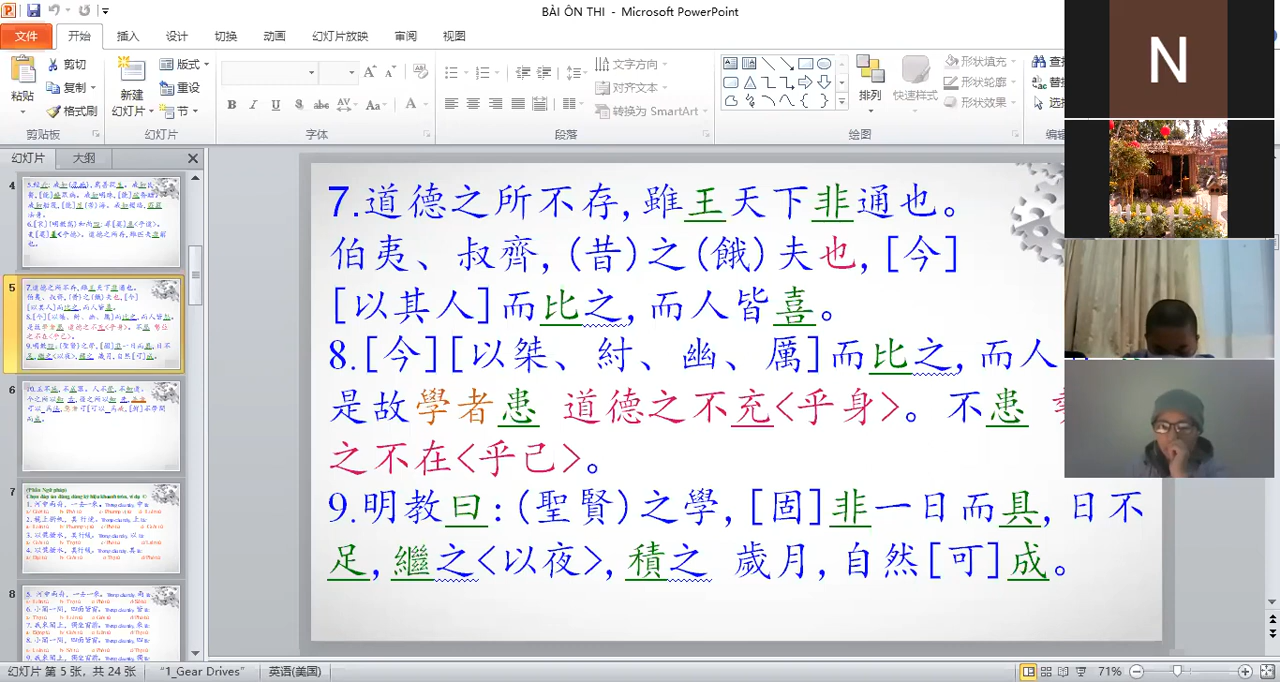 BÀI ÔN THI - Microsoft PowerPoint
文件 开始 插入 设计 切换 动画 幻灯片放映 审阅 视图
粘贴
剪切
复制
格式刷
剪贴板
新建
幻灯片
版式
重设
节
幻灯片
B I U S abc AV Aa A
字体
文字方向
对齐文本
转换为 SmartArt
段落
排列
快速样式
形状填充
形状轮廓
形状效果
绘图
N
幻灯片 大纲
4
5
6
7
8
7.道德之所不存,雖王天下非通也。
伯夷、叔齊,(昔)之(餓)夫也,[今]
[以其人]而比之,而人皆喜。
8.[今][以桀、紂、幽、厲]而比之,而人
是故學者患 道德之不充<乎身>。不患
之不在<乎己>。
9.明教曰:(聖賢)之學,[固]非一日而具,日不
足,繼之<以夜>,積之 歲月,自然[可]成。
幻灯片 第 5 张,共 24 张 "1_Gear Drives" 英语(美国) 71%